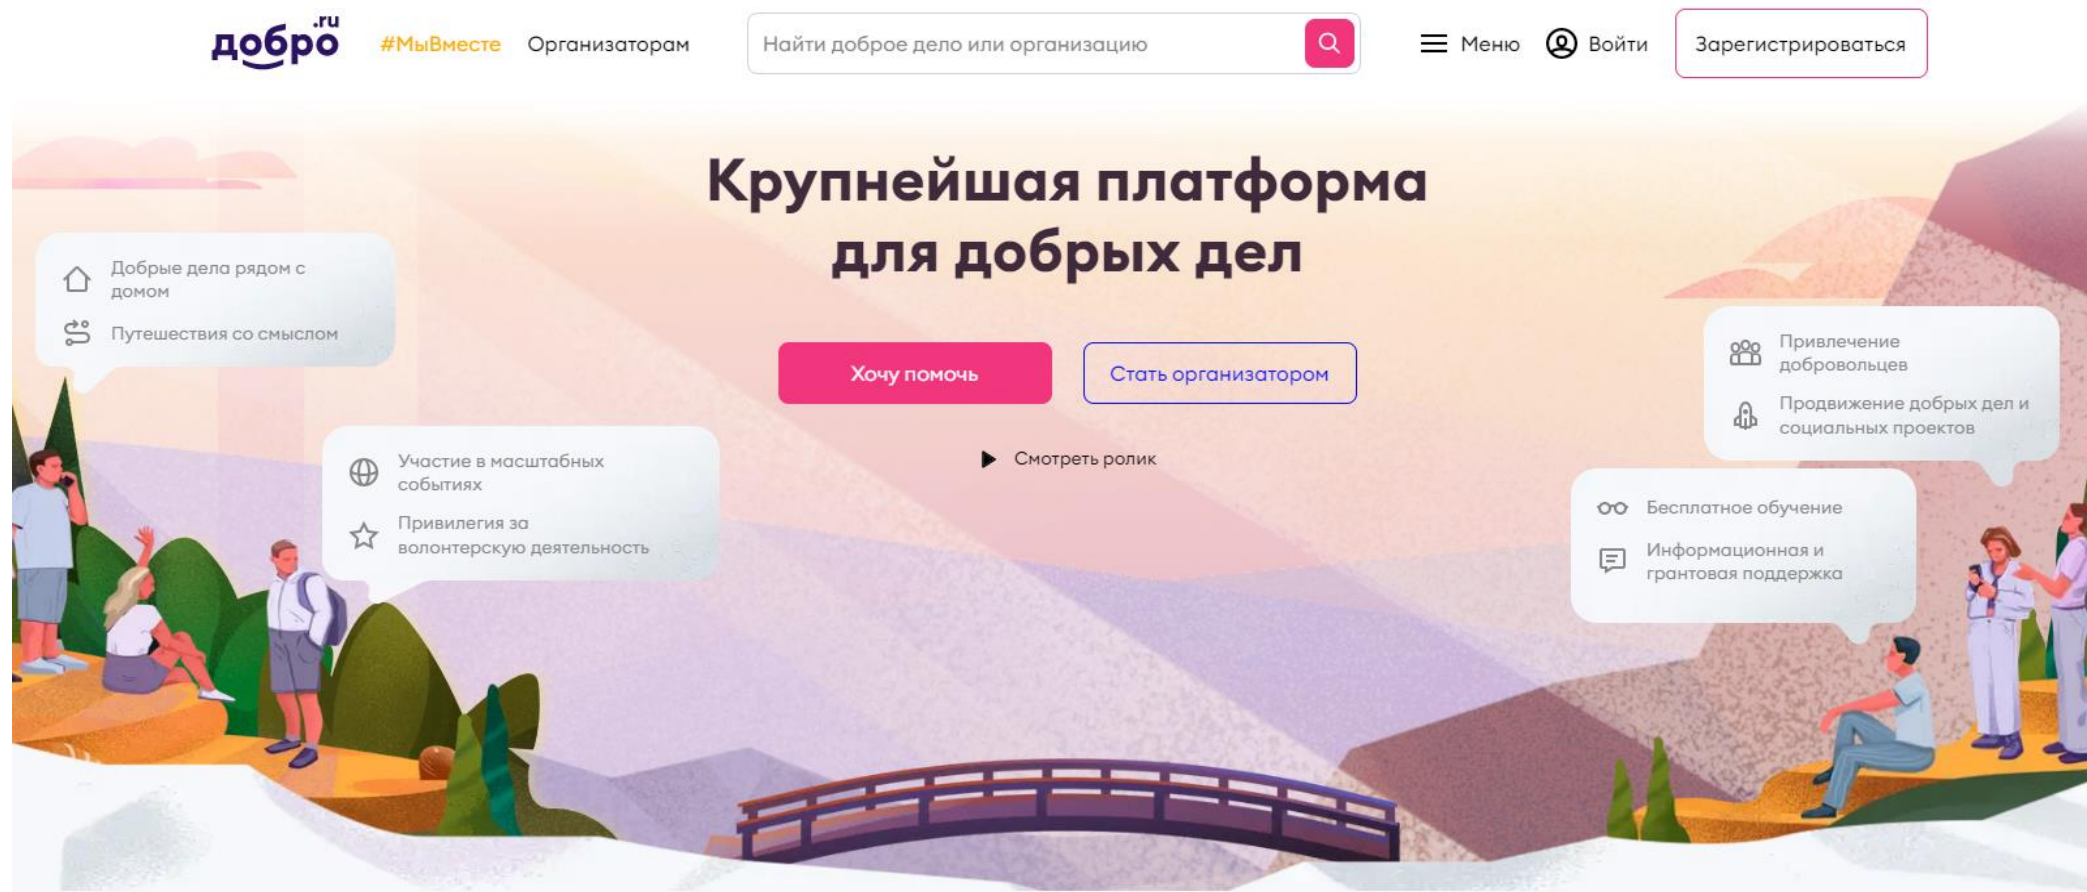 добро.ru
#МыВместе
Организаторам
Найти доброе дело или организацию
Меню
Войти
Зарегистрироваться
Крупнейшая платформа
для добрых дел
Хочу помочь
Стать организатором
Смотреть ролик
Добрые дела рядом с
домом
Путешествия со смыслом
Участие в масштабных
событиях
Привилегия за
волонтерскую деятельность
Привлечение
добровольцев
Продвижение добрых дел и
социальных проектов
Бесплатное обучение
Информационная и
грантовая поддержка